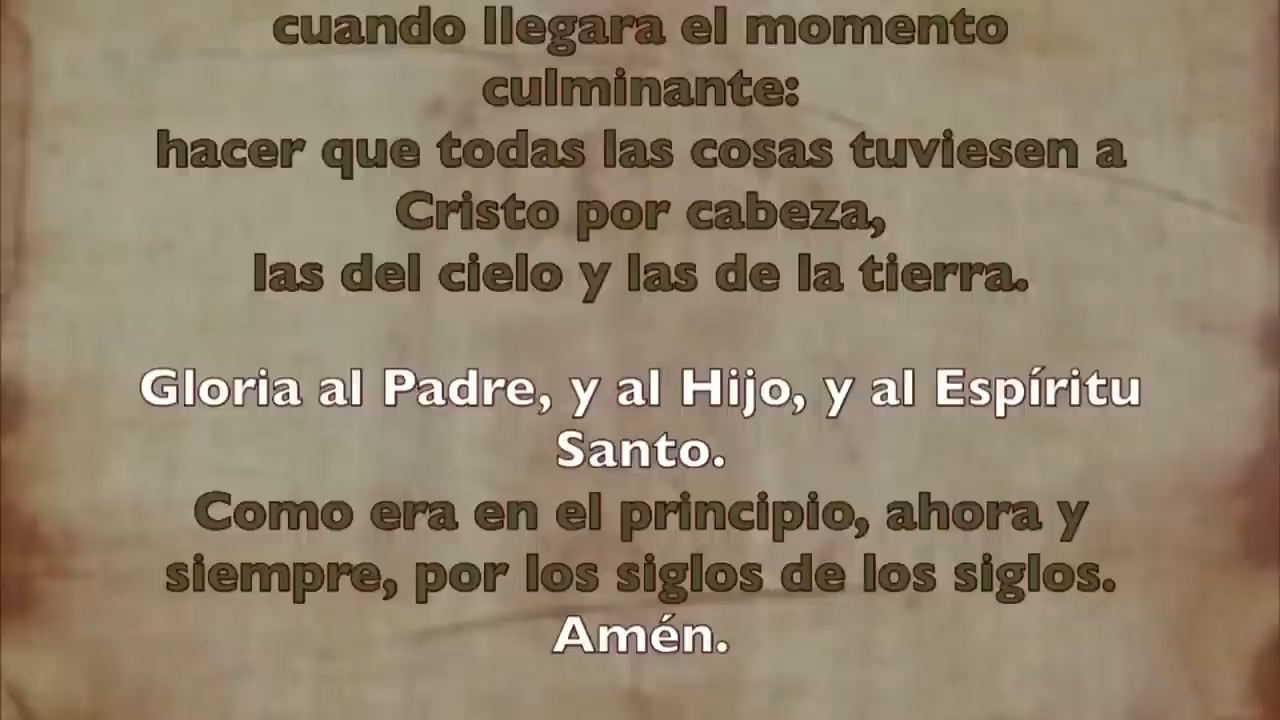 cuando llegara el momento
culminante:
hacer que todas las cosas tuviesen a
Cristo por cabeza,
las del cielo y las de la tierra.
Gloria al Padre, y al Hijo, y al Espíritu
Santo.
Como era en el principio, ahora y
siempre, por los siglos de los siglos.
Amén.